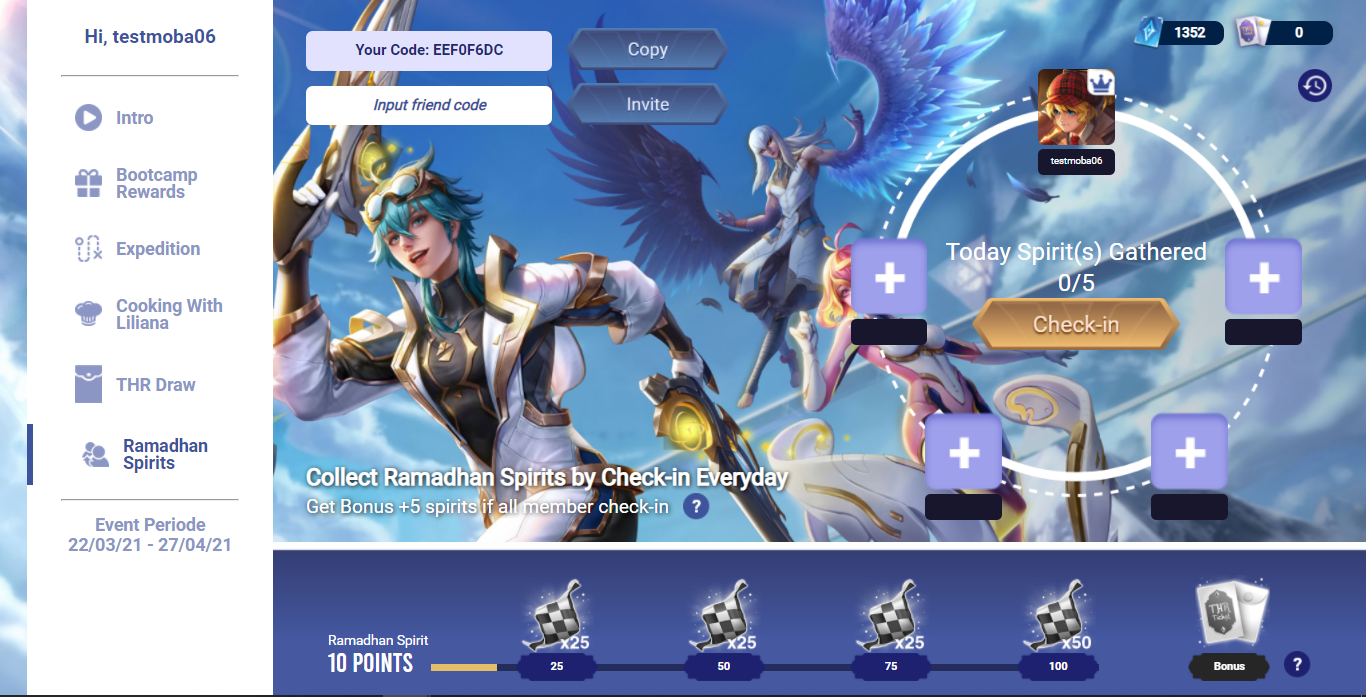 Hi, testmoba06
Intro
Bootcamp
Rewards
Expedition
Cooking With
Liliana
THR Draw
Ramadhan
Spirits
Event Periode
22/03/21 - 27/04/21
Your Code: EEF0F6DC
Copy
Input friend code
Invite
1352
0
testmoba06
Today Spirit(s) Gathered
0/5
Check-in
Collect Ramadhan Spirits by Check-in Everyday
Get Bonus +5 spirits if all member check-in ?
Ramadhan Spirit
10 POINTS
x25
25
x25
50
x25
75
x50
100
THR
Ticket
Bonus
?